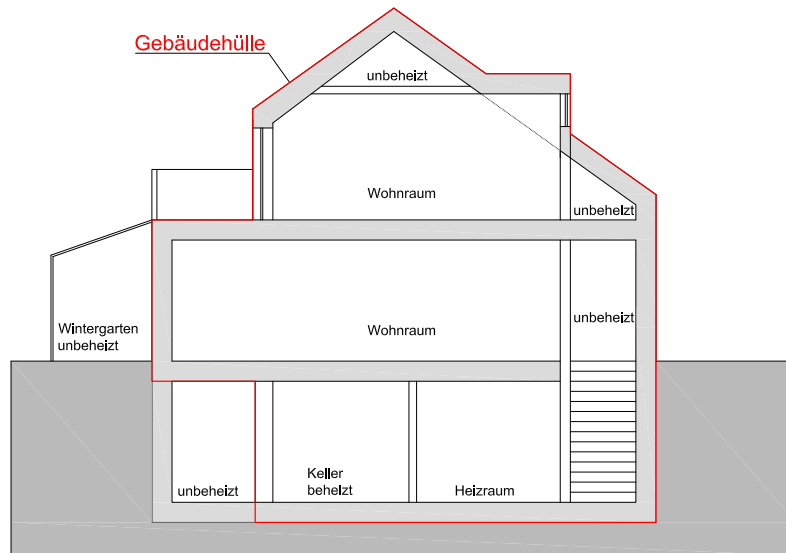 Gebäudehülle
unbeheizt
Wohnraum
unbeheizt
Wintergarten
unbeheizt
Wohnraum
unbeheizt
unbeheizt
Keller
beheizt
Heizraum